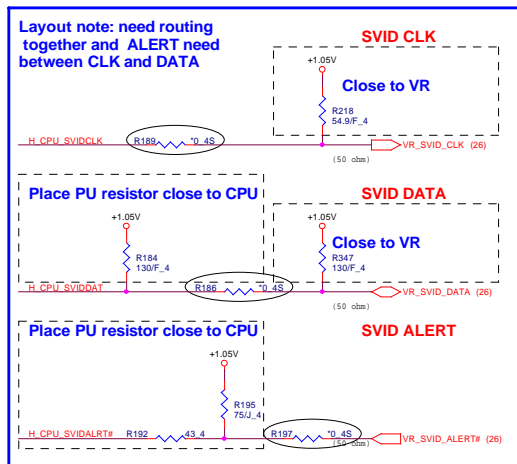 Layout note: need routing
together and ALERT need
between CLK and DATA
SVID CLK
+1.05V
Close to VR
R218
54.9/F_4
H_CPU_SVIDCLK
R189
*0_4S
VR_SVID_CLK (26)
(50 ohm)
Place PU resistor close to CPU
SVID DATA
+1.05V
+1.05V
Close to VR
R184
130/F_4
R347
130/F_4
H_CPU_SVIDDAT
R186
*0_4S
VR_SVID_DATA (26)
(50 ohm)
Place PU resistor close to CPU
SVID ALERT
+1.05V
R195
75/J_4
H_CPU_SVIDALRT#
R192
43_4
R197
*0_4S
(50 ohm)
VR_SVID_ALERT# (26)